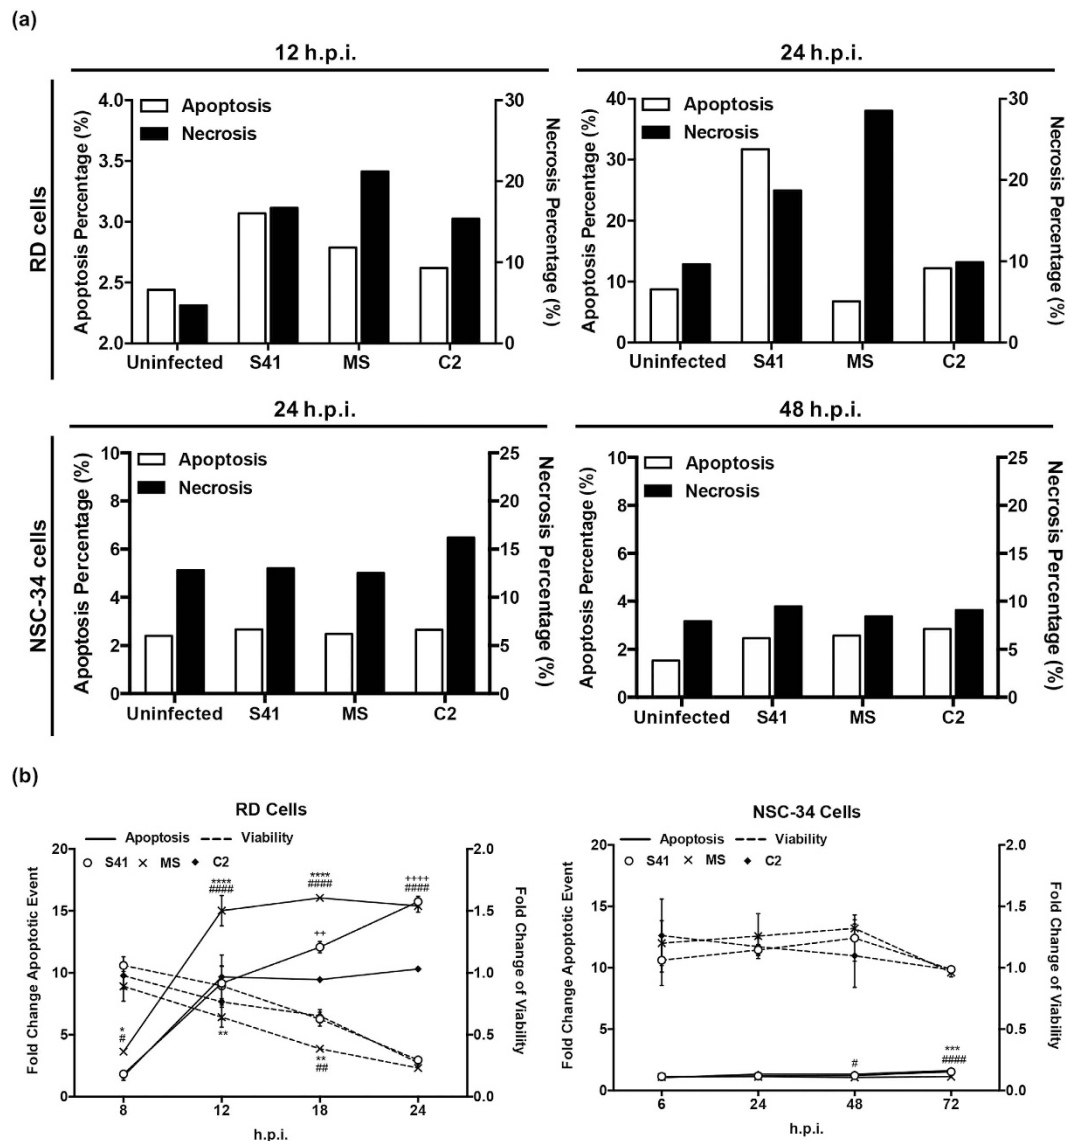 (a)
12 h.p.i.
24 h.p.i.
RD cells
Apoptosis Percentage (%)
4.0
3.5
3.0
2.5
2.0
Apoptosis
Necrosis
30
20
10
0
Necrosis Percentage (%)
Uninfected S41 MS C2
Apoptosis Percentage (%)
40
30
20
10
0
Apoptosis
Necrosis
30
20
10
0
Necrosis Percentage (%)
Uninfected S41 MS C2
24 h.p.i.
48 h.p.i.
NSC-34 cells
Apoptosis Percentage (%)
10
8
6
4
2
0
Apoptosis
Necrosis
25
20
15
10
5
0
Necrosis Percentage (%)
Uninfected S41 MS C2
Apoptosis Percentage (%)
10
8
6
4
2
0
Apoptosis
Necrosis
25
20
15
10
5
0
Necrosis Percentage (%)
Uninfected S41 MS C2
(b)
RD Cells
Apoptosis Viability
S41 MS C2
Fold Change Apoptotic Event
20
15
10
5
0
2.0
1.5
1.0
0.5
0.0
Fold Change of Viability
****
####
****
####
++++
####
++
*
#
**
**
##
8 12 18 24
h.p.i.
NSC-34 Cells
Apoptosis Viability
S41 MS C2
Fold Change Apoptotic Event
20
15
10
5
0
2.0
1.5
1.0
0.5
0.0
Fold Change of Viability
#
***
####
6 24 48 72
h.p.i.